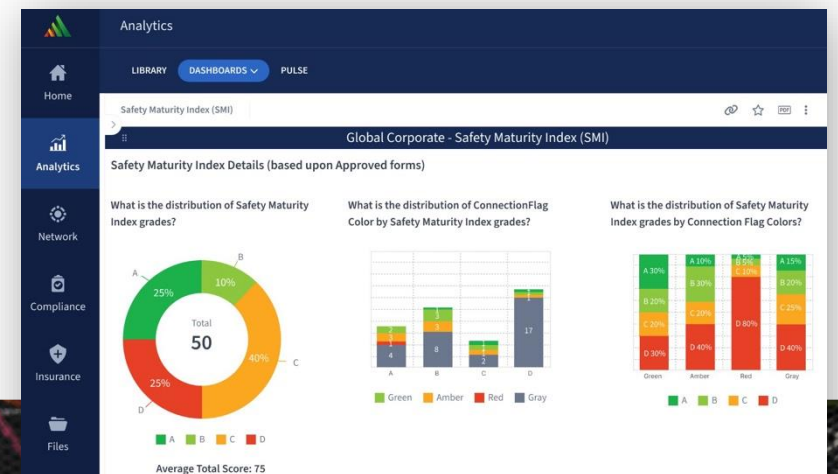 Analytics
LIBRARY DASHBOARDS PULSE
Home
Safety Maturity Index (SMI)
PDF
Global Corporate - Safety Maturity Index (SMI)
Analytics
Safety Maturity Index Details (based upon Approved forms)
Network
Compliance
Insurance
Files
What is the distribution of Safety Maturity
Index grades?
A
B
C
D
25%
10%
40%
25%
Total
50
A B C D
Average Total Score: 75
What is the distribution of ConnectionFlag
Color by Safety Maturity Index grades?
4
8
3
2
17
A B C D
Green Amber Red Gray
What is the distribution of Safety Maturity
Index grades by Connection Flag Colors?
A 30%
B 20%
C 20%
D 30%
A 10%
B 30%
C 20%
D 40%
A 5%
B 5%
C 10%
D 80%
A 15%
B 20%
C 25%
D 40%
Green Amber Red Gray
A B C D